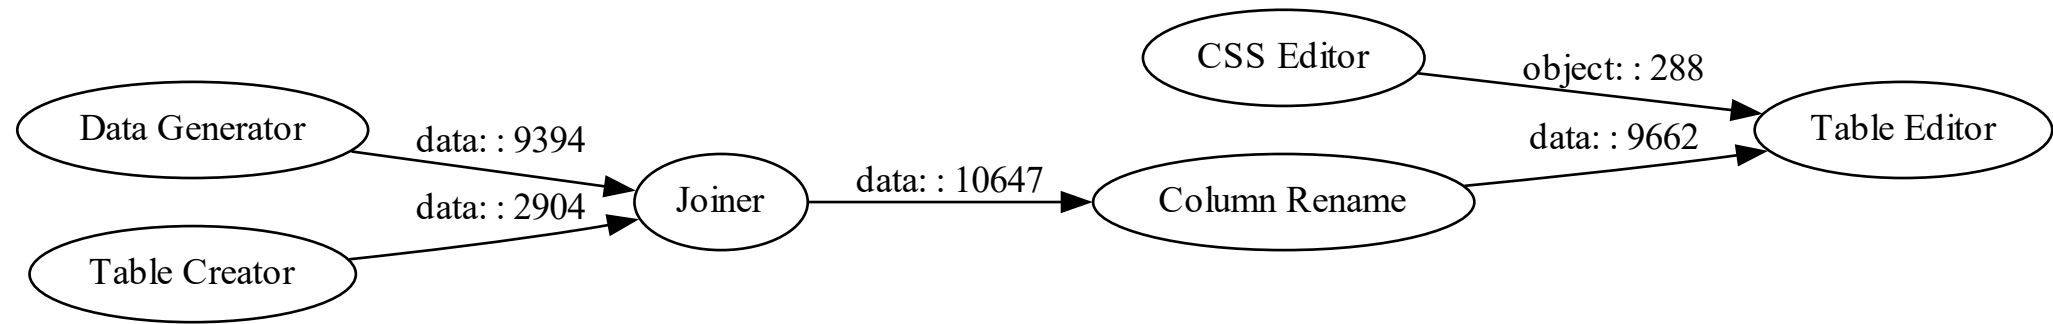 CSS Editor
object: : 288
Data Generator
data: : 9394
Table Editor
data: : 9662
Joiner
data: : 10647
Column Rename
data: : 2904
Table Creator